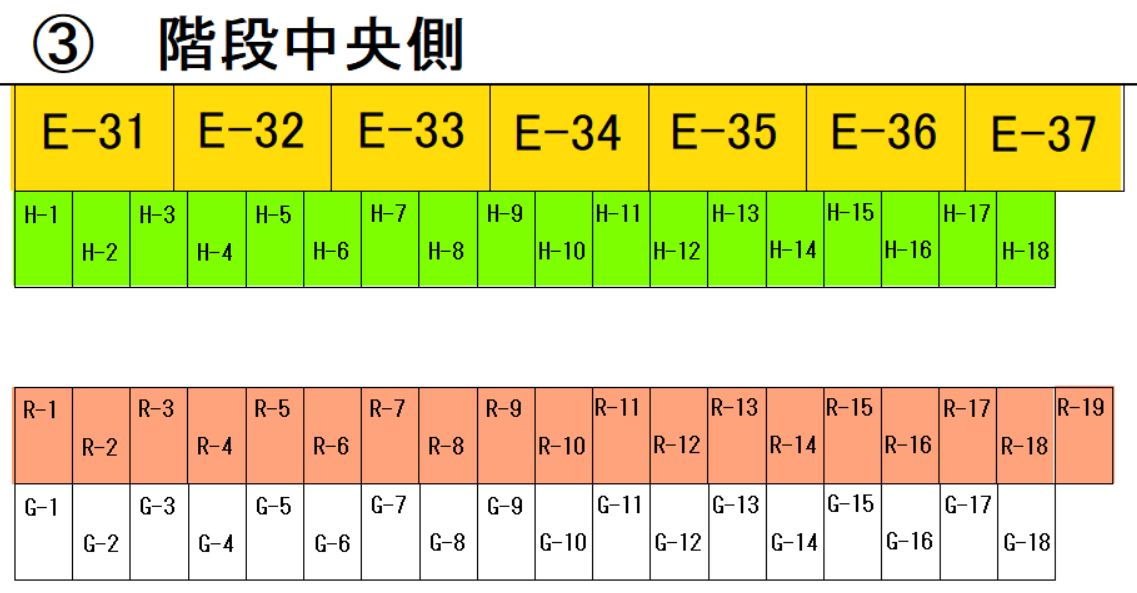 ③ 階段中央側
E-31 E-32 E-33 E-34 E-35 E-36 E-37
H-1 H-3 H-5 H-7 H-9 H-11 H-13 H-15 H-17
H-2 H-4 H-6 H-8 H-10 H-12 H-14 H-16 H-18
R-1 R-3 R-5 R-7 R-9 R-11 R-13 R-15 R-17 R-19
R-2 R-4 R-6 R-8 R-10 R-12 R-14 R-16 R-18
G-1 G-3 G-5 G-7 G-9 G-11 G-13 G-15 G-17
G-2 G-4 G-6 G-8 G-10 G-12 G-14 G-16 G-18